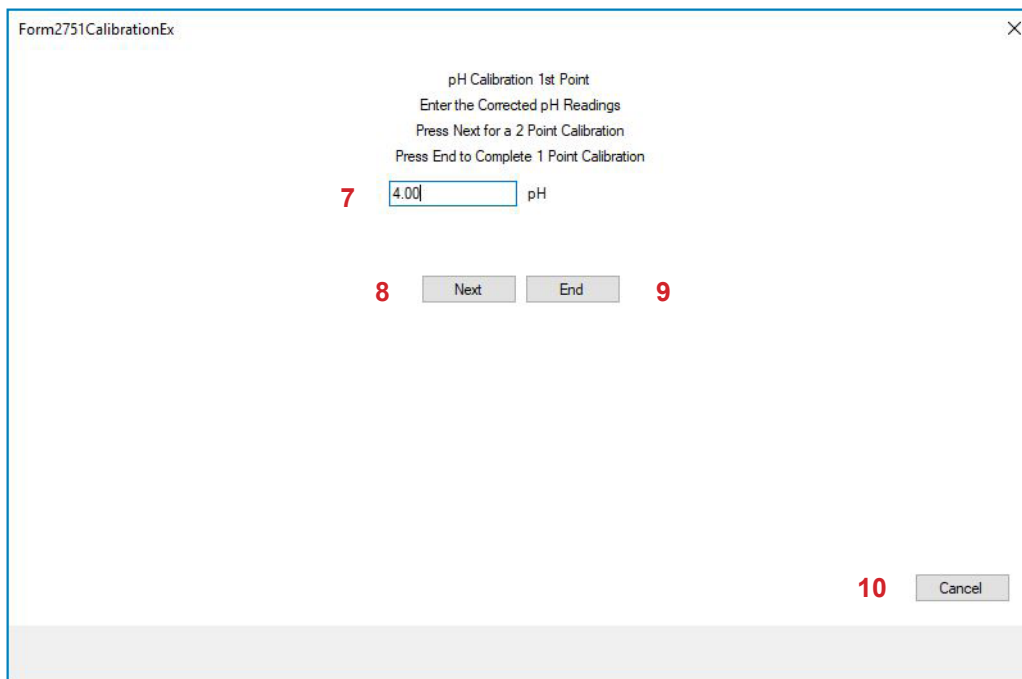 Form2751CalibrationEx
pH Calibration 1st Point
Enter the Corrected pH Readings
Press Next for a 2 Point Calibration
Press End to Complete 1 Point Calibration
7 4.00 pH
8 Next End 9
10 Cancel